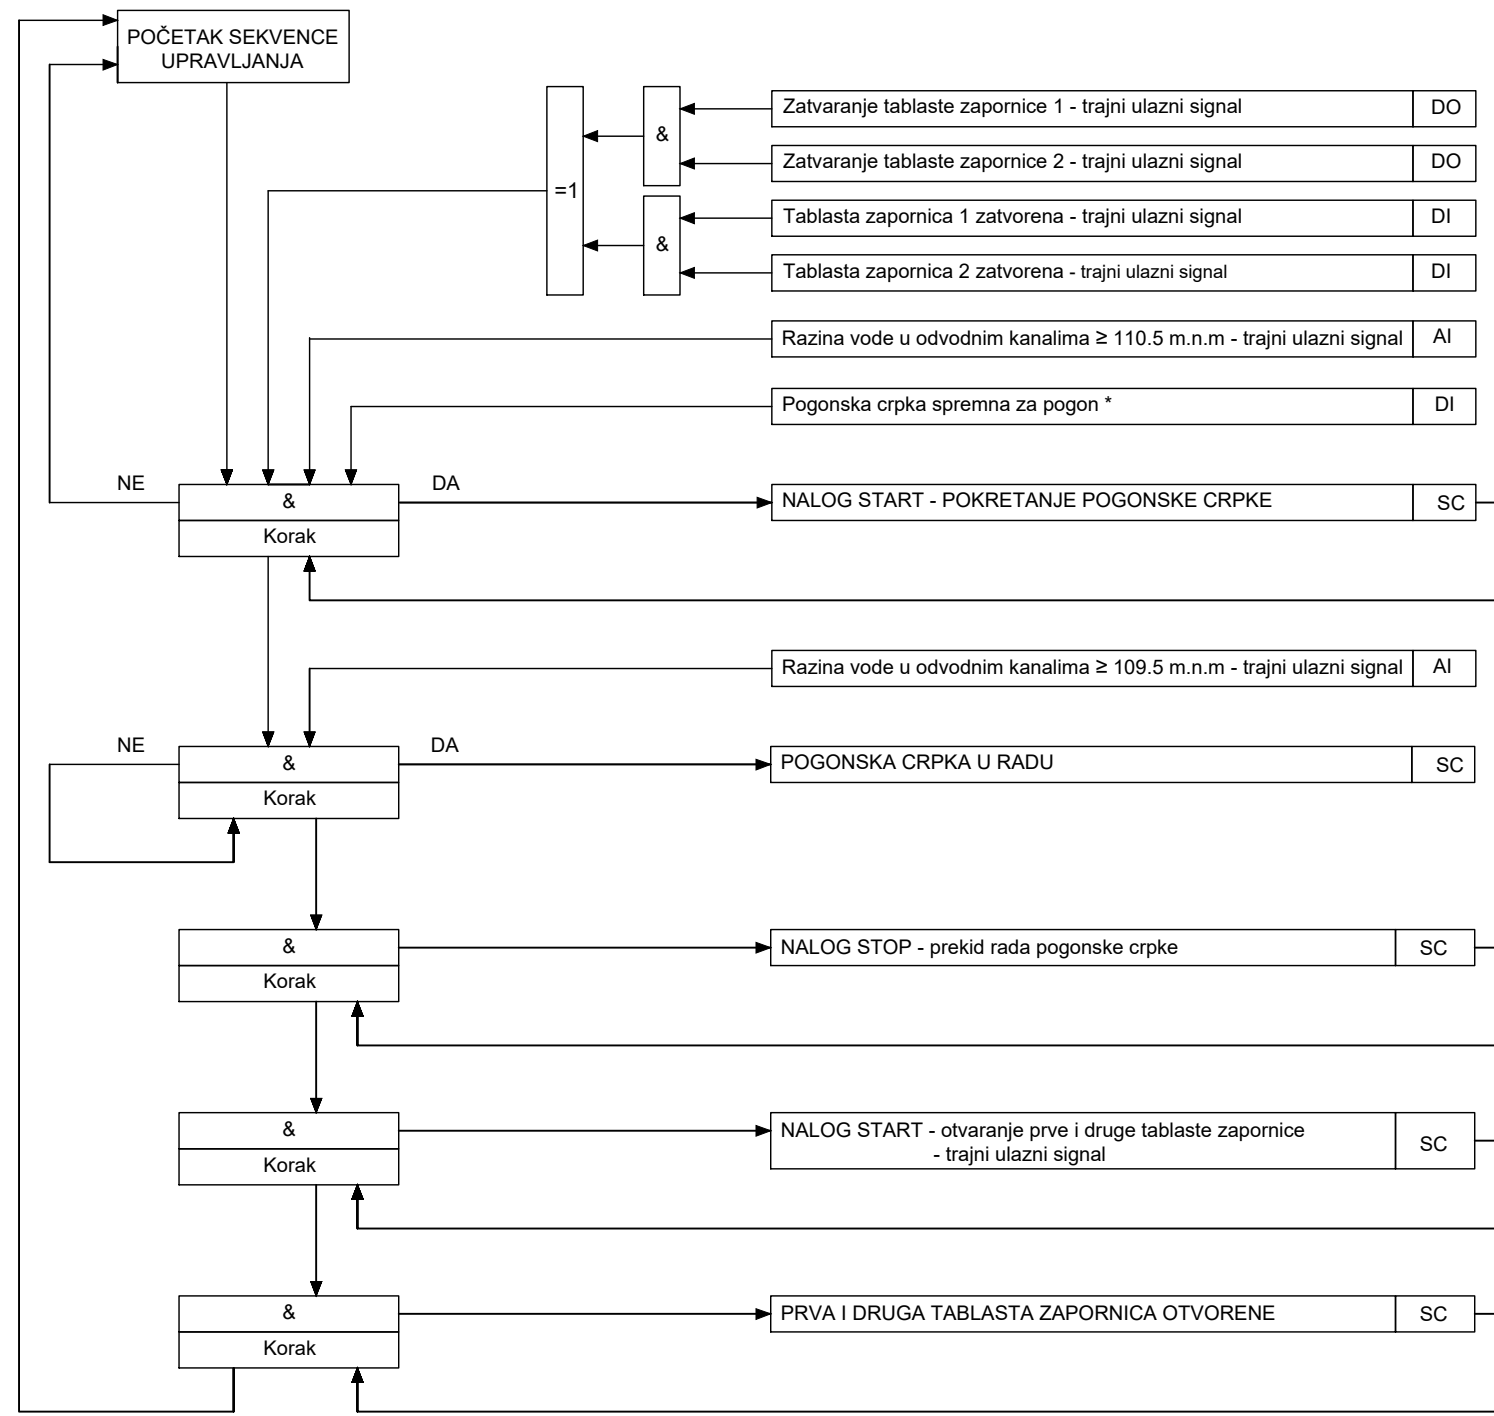 POČETAK SEKVENCE
UPRAVLJANJA
Zatvaranje tablaste zapornice 1 - trajni ulazni signal DO
&
Zatvaranje tablaste zapornice 2 - trajni ulazni signal DO
=1
Tablasta zapornica 1 zatvorena - trajni ulazni signal DI
&
Tablasta zapornica 2 zatvorena - trajni ulazni signal DI
Razina vode u odvodnim kanalima ≥ 110.5 m.n.m - trajni ulazni signal AI
Pogonska crpka spremna za pogon * DI
NE & DA NALOG START - POKRETANJE POGONSKE CRPKE SC
Korak
Razina vode u odvodnim kanalima ≥ 109.5 m.n.m - trajni ulazni signal AI
NE & DA POGONSKA CRPKA U RADU SC
Korak
& NALOG STOP - prekid rada pogonske crpke SC
Korak
& NALOG START - otvaranje prve i druge tablaste zapornice SC
- trajni ulazni signal
Korak
& PRVA I DRUGA TABLASTA ZAPORNICA OTVORENE SC
Korak